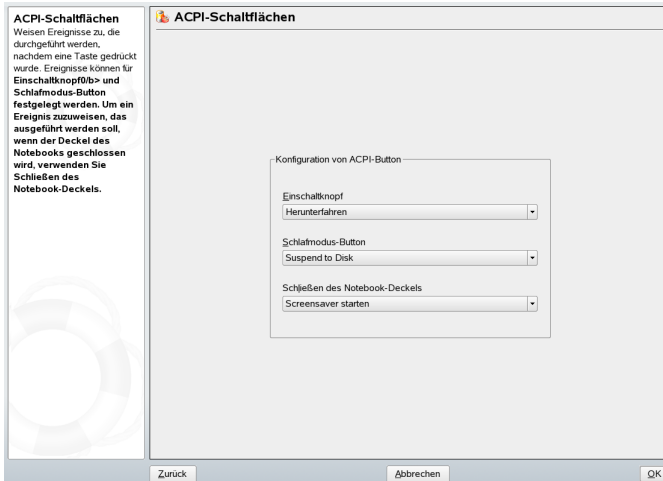 ACPI-Schaltflächen
Weisen Ereignisse zu, die
durchgeführt werden,
nachdem eine Taste gedrückt
wurde. Ereignisse können für
Einschaltknopf0/b> und
Schlafmodus-Button
festgelegt werden. Um ein
Ereignis zuzuweisen, das
ausgeführt werden soll,
wenn der Deckel des
Notebooks geschlossen
wird, verwenden Sie
Schließen des
Notebook-Deckels.
ACPI-Schaltflächen
Konfiguration von ACPI-Button
Einschaltknopf
Herunterfahren
Schlafmodus-Button
Suspend to Disk
Schließen des Notebook-Deckels
Screensaver starten
Zurück
Abbrechen
OK